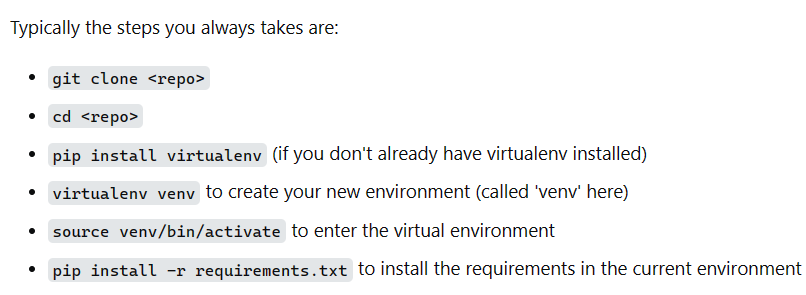 Typically the steps you always takes are:
• git clone <repo>
• cd <repo>
• pip install virtualenv (if you don't already have virtualenv installed)
• virtualenv venv to create your new environment (called 'venv' here)
• source venv/bin/activate to enter the virtual environment
• pip install -r requirements.txt to install the requirements in the current environment